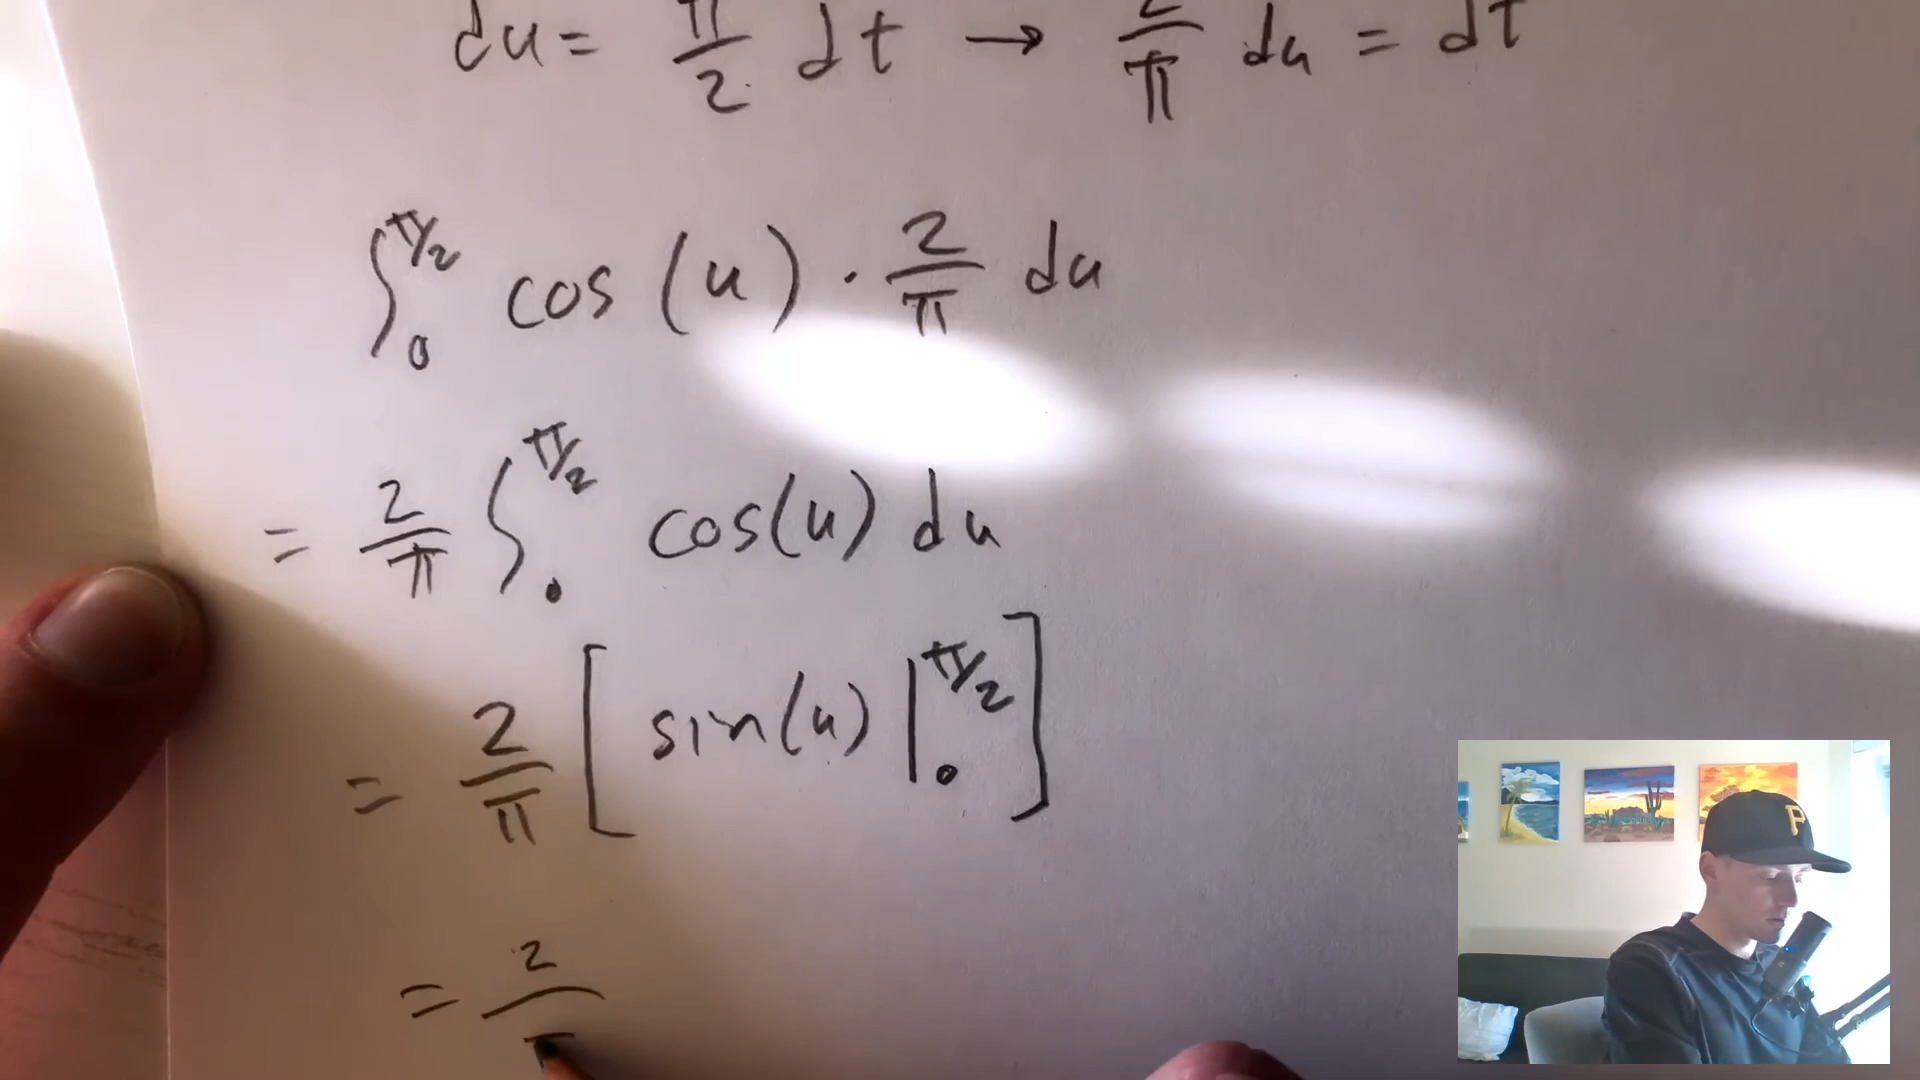 du = π/2 dt → 2/π du = dt
∫₀^π/2 cos (u) · 2/π du
= 2/π ∫₀^π/2 cos(u) du
= 2/π [ sin(u) |₀^π/2 ]
= 2/π
P